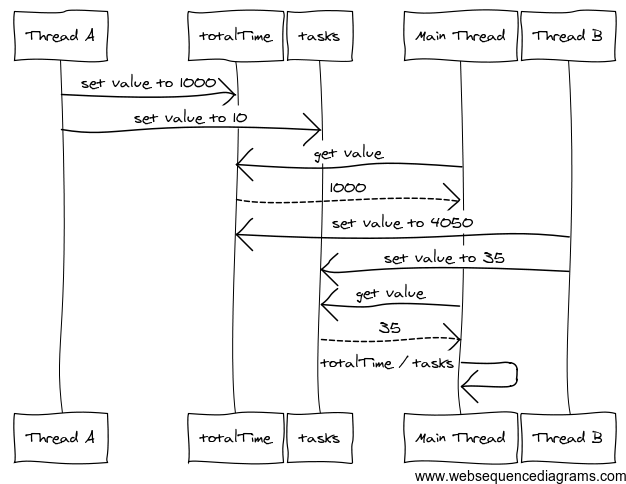 Thread A
totalTime
tasks
Main Thread
Thread B
set value to 1000
set value to 10
get value
1000
set value to 4050
set value to 35
get value
35
totalTime / tasks
Thread A
totalTime
tasks
Main Thread
Thread B
www.websequencediagrams.com